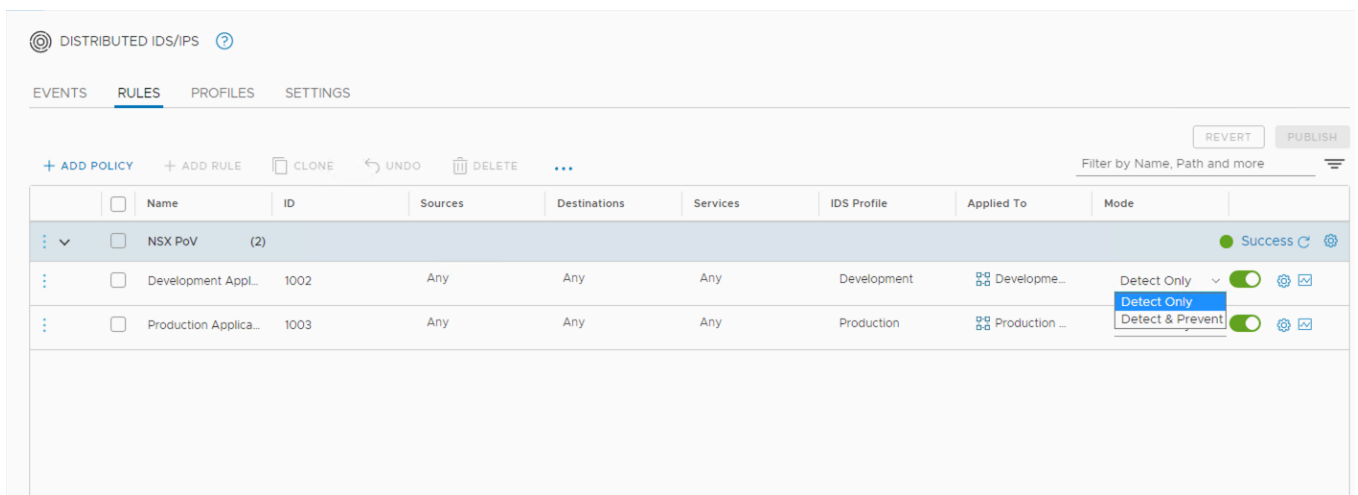 DISTRIBUTED IDS/IPS ?
EVENTS RULES PROFILES SETTINGS
REVERT PUBLISH
+ ADD POLICY + ADD RULE CLONE UNDO DELETE ... Filter by Name, Path and more
Name ID Sources Destinations Services IDS Profile Applied To Mode
NSX PoV (2) Success
Development Appl... 1002 Any Any Any Development Developme... Detect Only
Detect Only
Detect & Prevent
Production Applica... 1003 Any Any Any Production Production ...